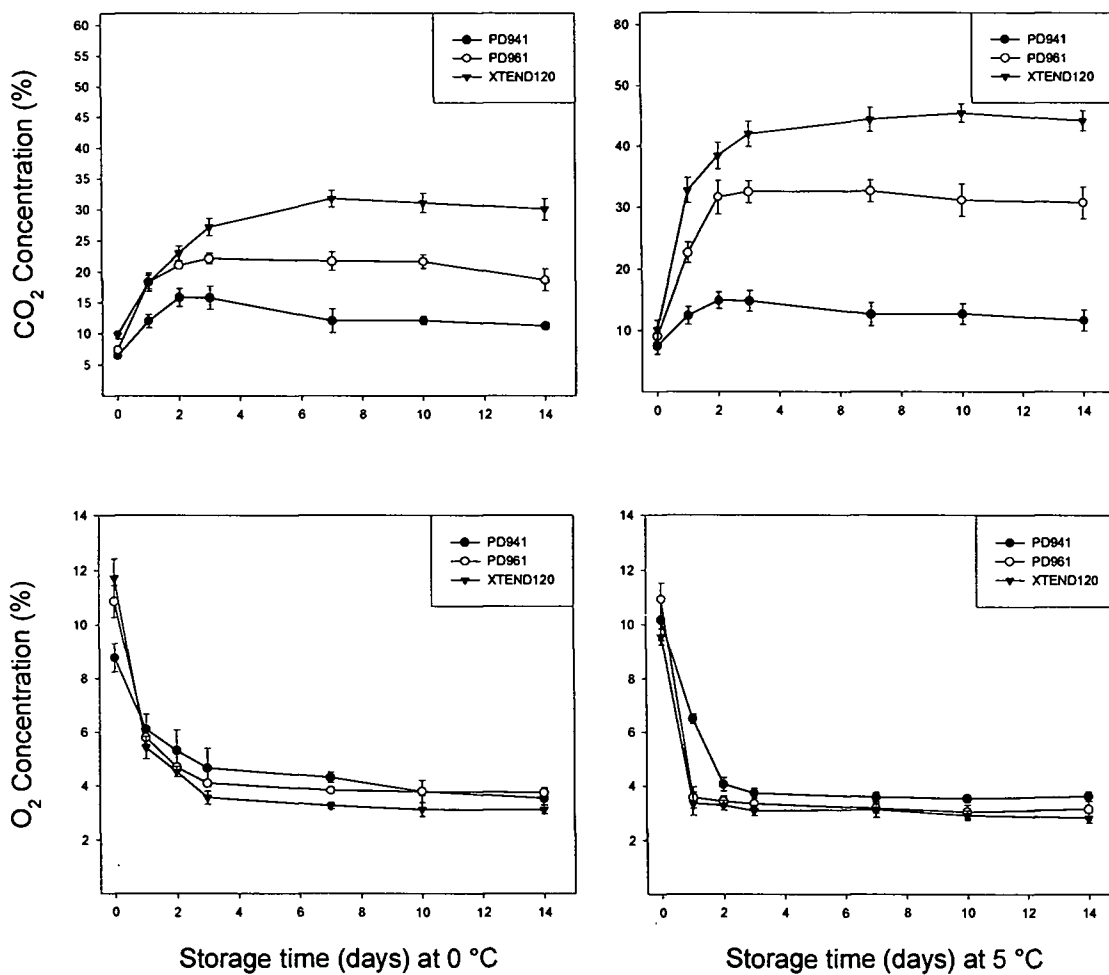 CO2 Concentration (%)
60
55
50
45
40
35
30
25
20
15
10
5
0 2 4 6 8 10 12 14
PD941
PD961
XTEND120
80
50
40
30
20
10
0 2 4 6 8 10 12 14
PD941
PD961
XTEND120
O2 Concentration (%)
14
12
10
8
6
4
2
0 2 4 6 8 10 12 14
PD941
PD961
XTEND120
14
12
10
8
6
4
2
0 2 4 6 8 10 12 14
PD941
PD961
XTEND120
Storage time (days) at 0 °C
Storage time (days) at 5 °C